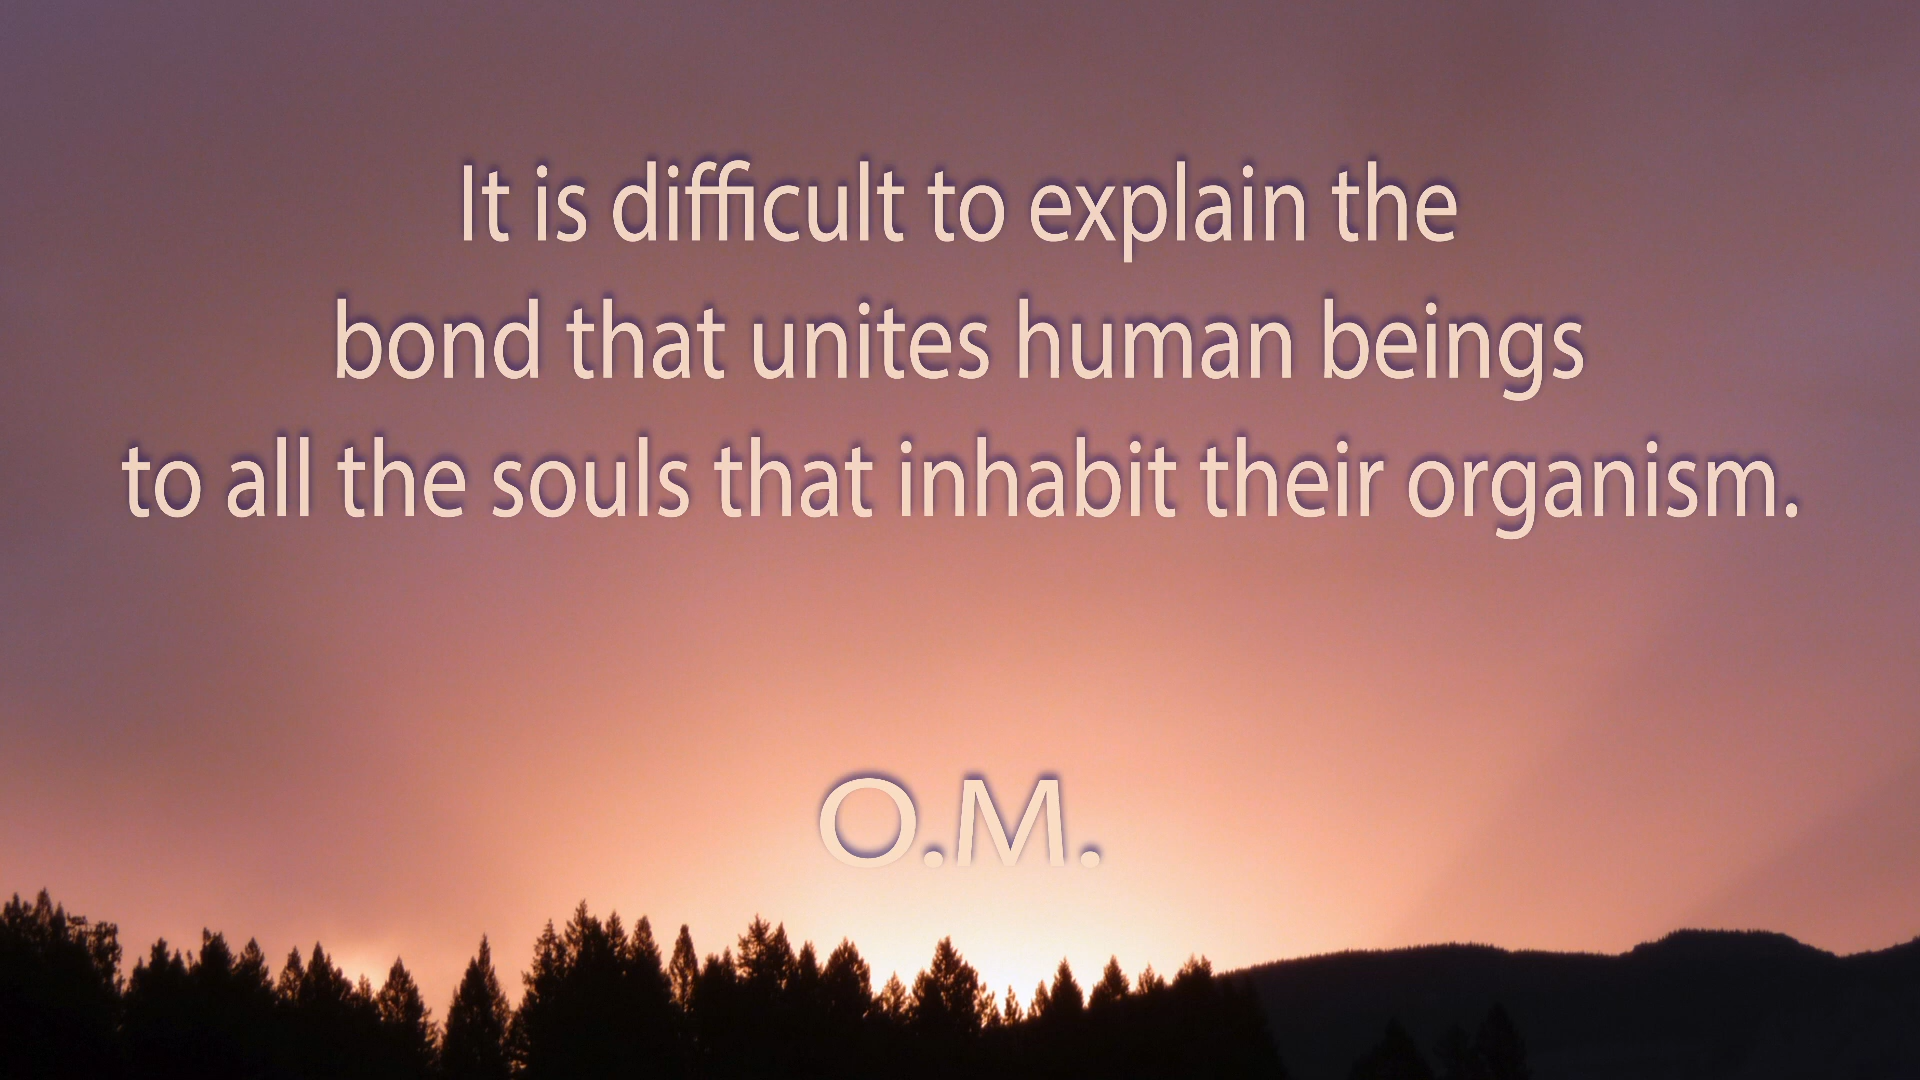 It is difficult to explain the
bond that unites human beings
to all the souls that inhabit their organism.
O.M.